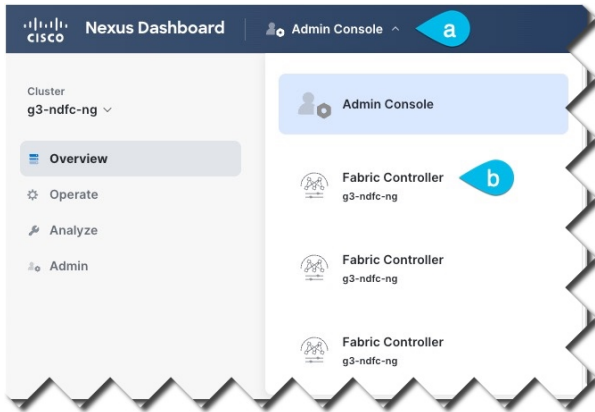 CISCO Nexus Dashboard Admin Console a
Cluster
g3-ndfc-ng
Overview
Operate
Analyze
Admin
Admin Console
Fabric Controller b
g3-ndfc-ng
Fabric Controller
g3-ndfc-ng
Fabric Controller
g3-ndfc-ng